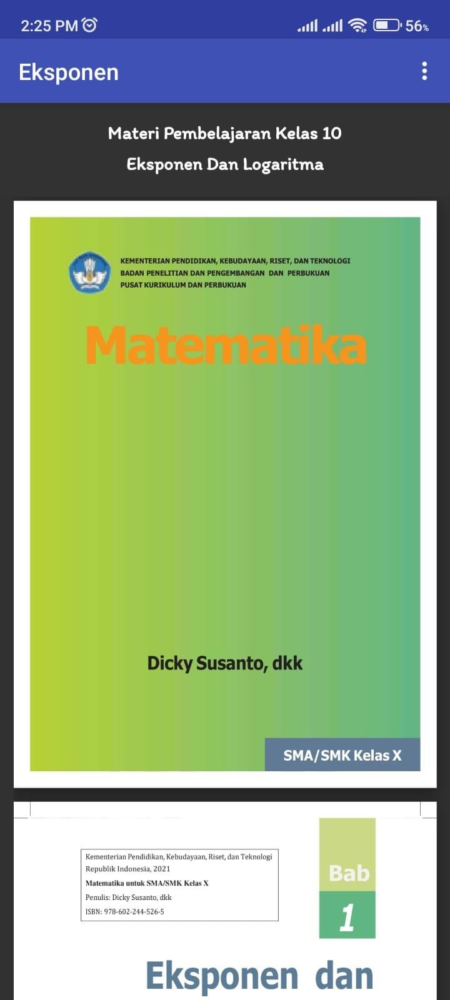 2:25 PM
56%
Eksponen
Materi Pembelajaran Kelas 10
Eksponen Dan Logaritma
KEMENTERIAN PENDIDIKAN, KEBUDAYAAN, RISET, DAN TEKNOLOGI
BADAN PENELITIAN DAN PENGEMBANGAN DAN PERBUKUAN
PUSAT KURIKULUM DAN PERBUKUAN
Matematika
Dicky Susanto, dkk
SMA/SMK Kelas X
Kementerian Pendidikan, Kebudayaan, Riset, dan Teknologi
Republik Indonesia, 2021
Matematika untuk SMA/SMK Kelas X
Penulis: Dicky Susanto, dkk
ISBN: 978-602-244-526-5
Bab
1
Eksponen dan